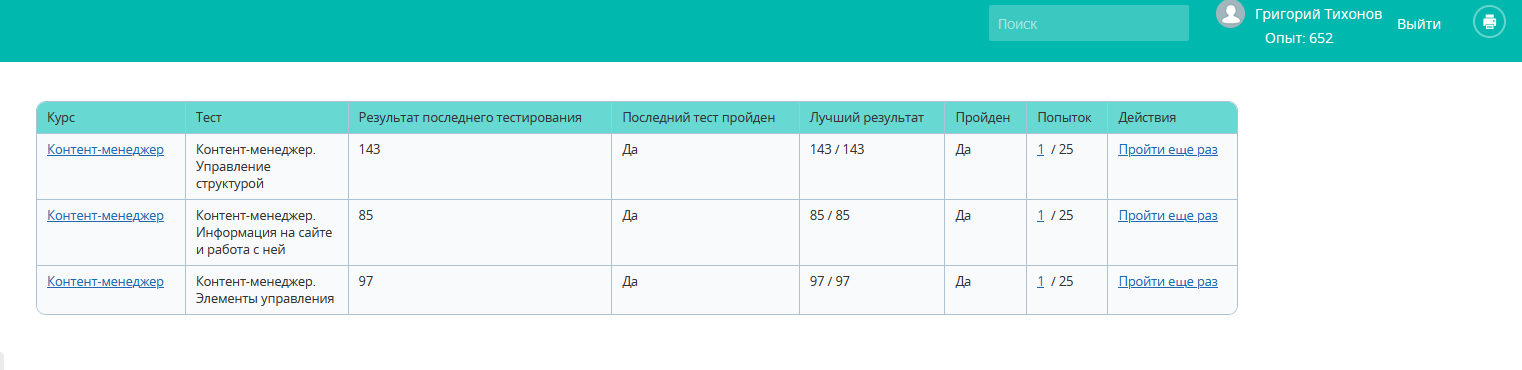 Поиск
Григорий Тихонов
Опыт: 652
Выйти
Курс Тест Результат последнего тестирования Последний тест пройден Лучший результат Пройден Попыток Действия
Контент-менеджер Контент-менеджер. 143 Да 143 / 143 Да 1 / 25 Пройти еще раз
Управление
структурой
Контент-менеджер Контент-менеджер. 85 Да 85 / 85 Да 1 / 25 Пройти еще раз
Информация на сайте
и работа с ней
Контент-менеджер Контент-менеджер. 97 Да 97 / 97 Да 1 / 25 Пройти еще раз
Элементы управления